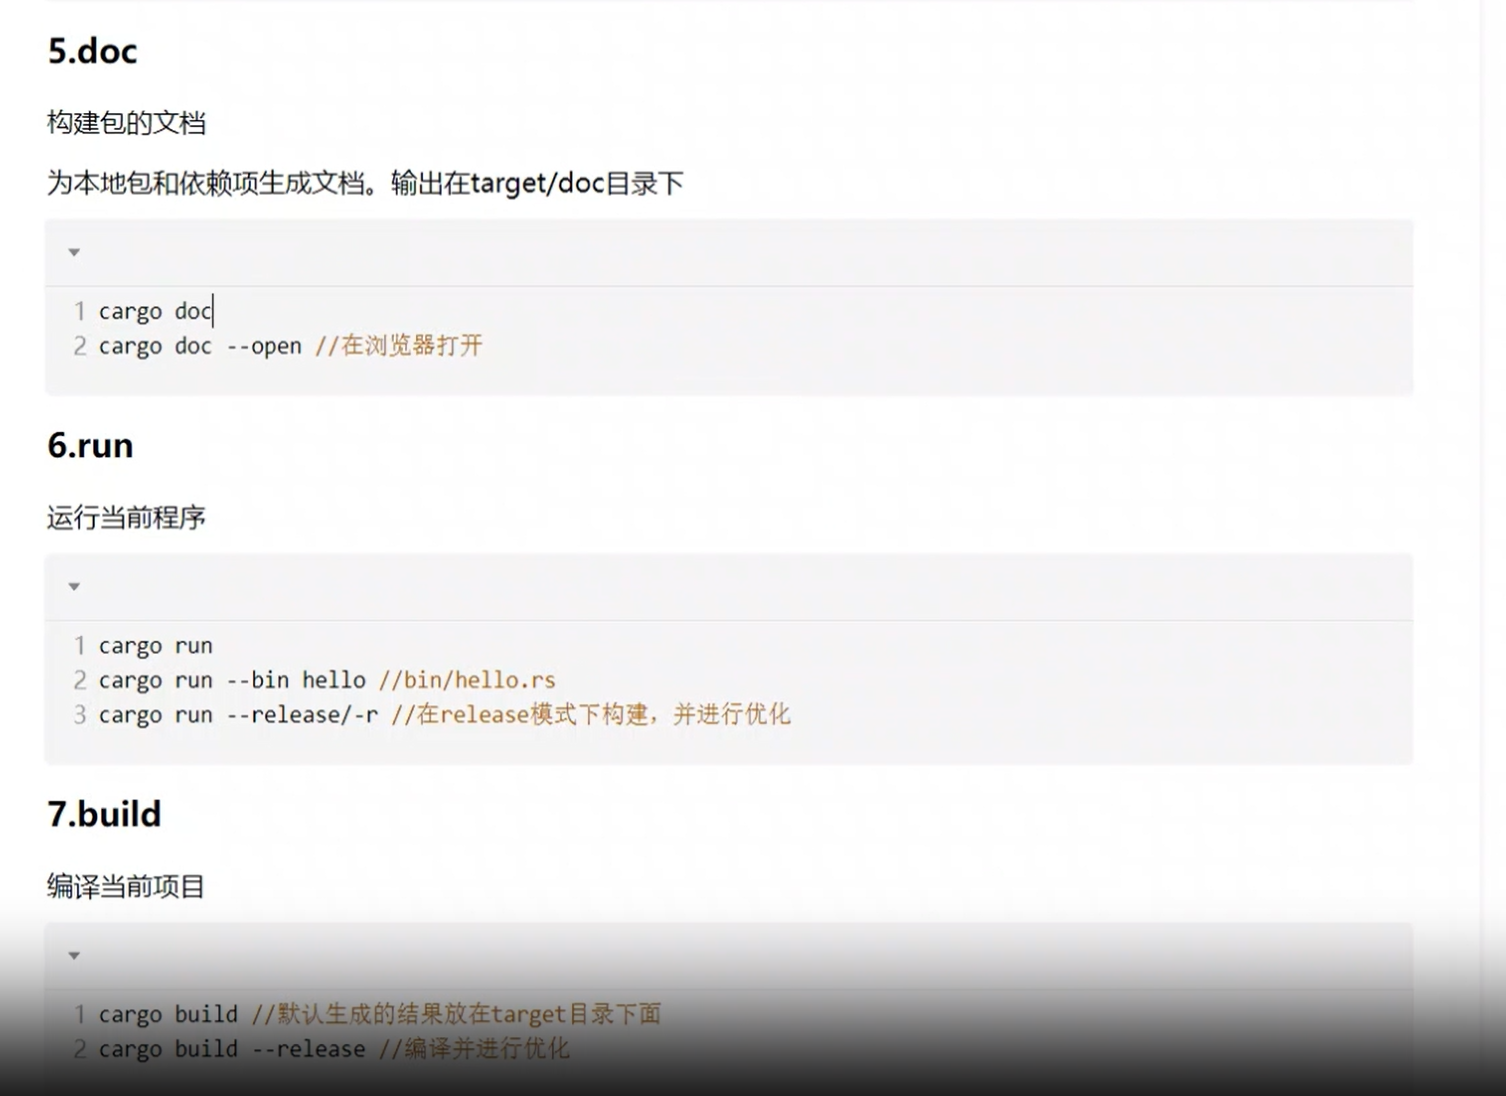 5.doc
构建包的文档
为本地包和依赖项生成文档。输出在target/doc目录下
1 cargo doc
2 cargo doc --open //在浏览器打开
6.run
运行当前程序
1 cargo run
2 cargo run --bin hello //bin/hello.rs
3 cargo run --release/-r //在release模式下构建，并进行优化
7.build
编译当前项目
1 cargo build //默认生成的结果放在target目录下面
2 cargo build --release //编译并进行优化